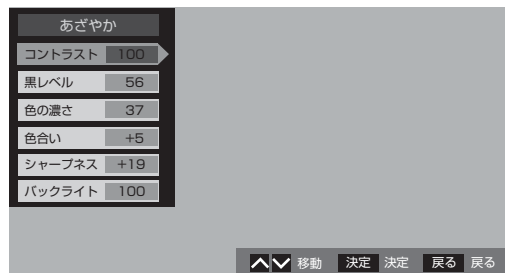 あざやか
コントラスト 100
黒レベル 56
色の濃さ 37
色合い +5
シャープネス +19
バックライト 100
移動 決定 決定 戻る 戻る